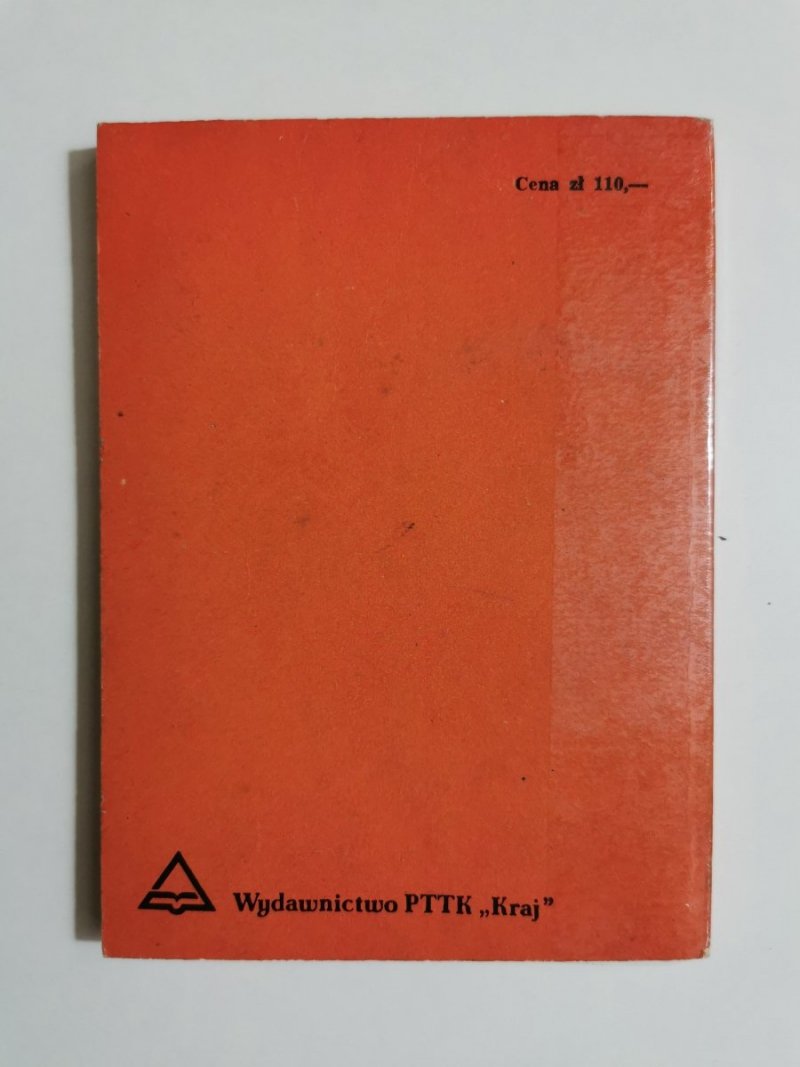 Cena zł 110,—
Wydawnictwo PTTK „Kraj”